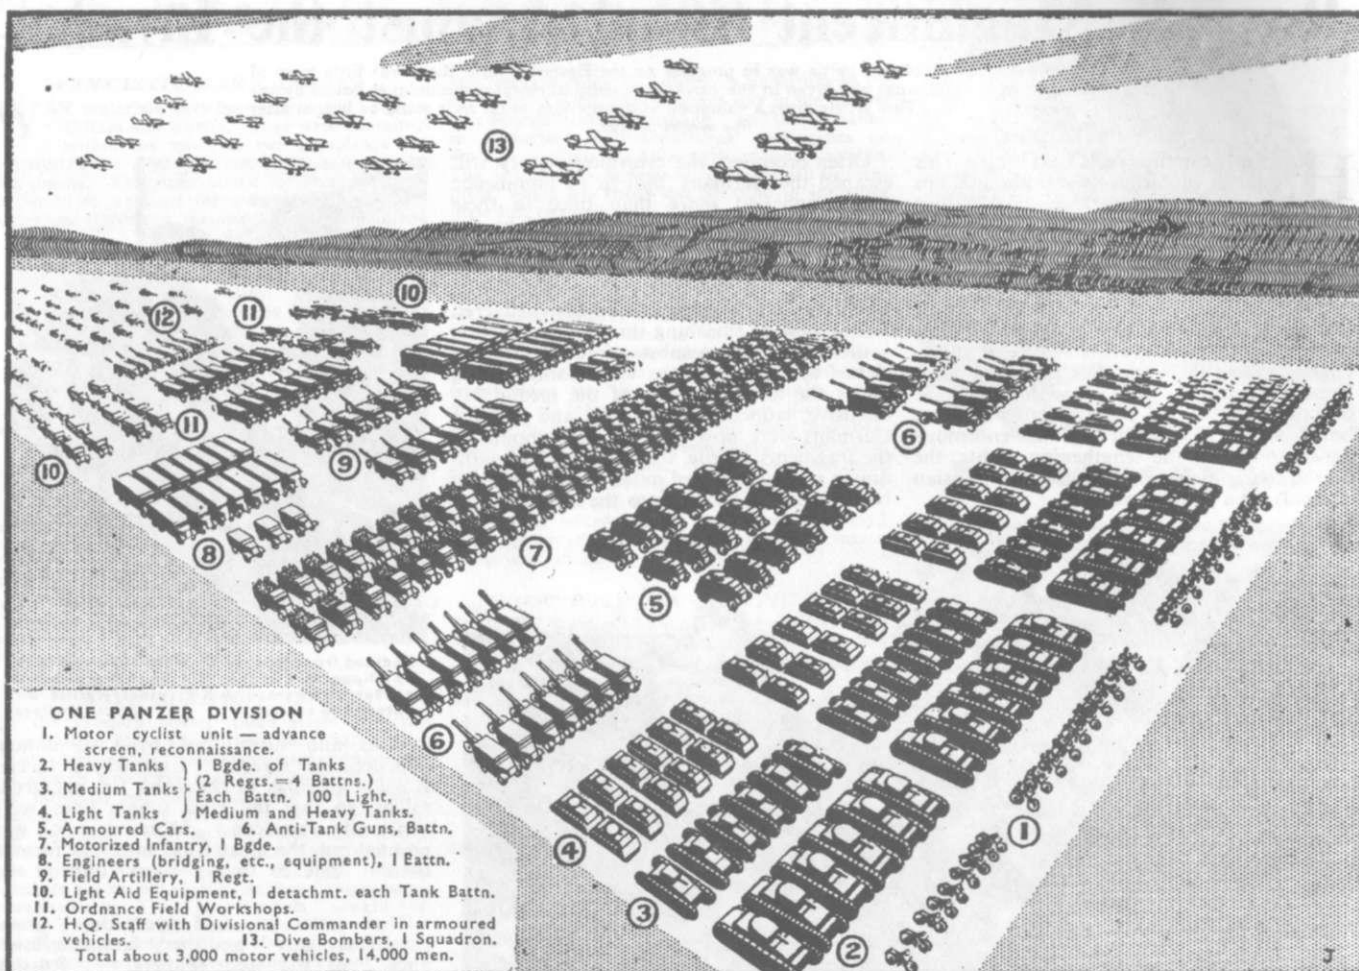 13
10
12
11
11
10
9
8
7
6
5
6
4
3
2
1
ONE PANZER DIVISION
1. Motor cyclist unit — advance
screen, reconnaissance.
2. Heavy Tanks } 1 Bgde. of Tanks
(2 Regts.=4 Battns.)
3. Medium Tanks Each Battn. 100 Light,
4. Light Tanks Medium and Heavy Tanks.
5. Armoured Cars. 6. Anti-Tank Guns, Battn.
7. Motorized Infantry, 1 Bgde.
8. Engineers (bridging, etc., equipment), 1 Eattn.
9. Field Artillery, 1 Regt.
10. Light Aid Equipment, 1 detachmt. each Tank Battn.
11. Ordnance Field Workshops.
12. H.Q. Staff with Divisional Commander in armoured
vehicles. 13. Dive Bombers, 1 Squadron.
Total about 3,000 motor vehicles, 14,000 men.
J